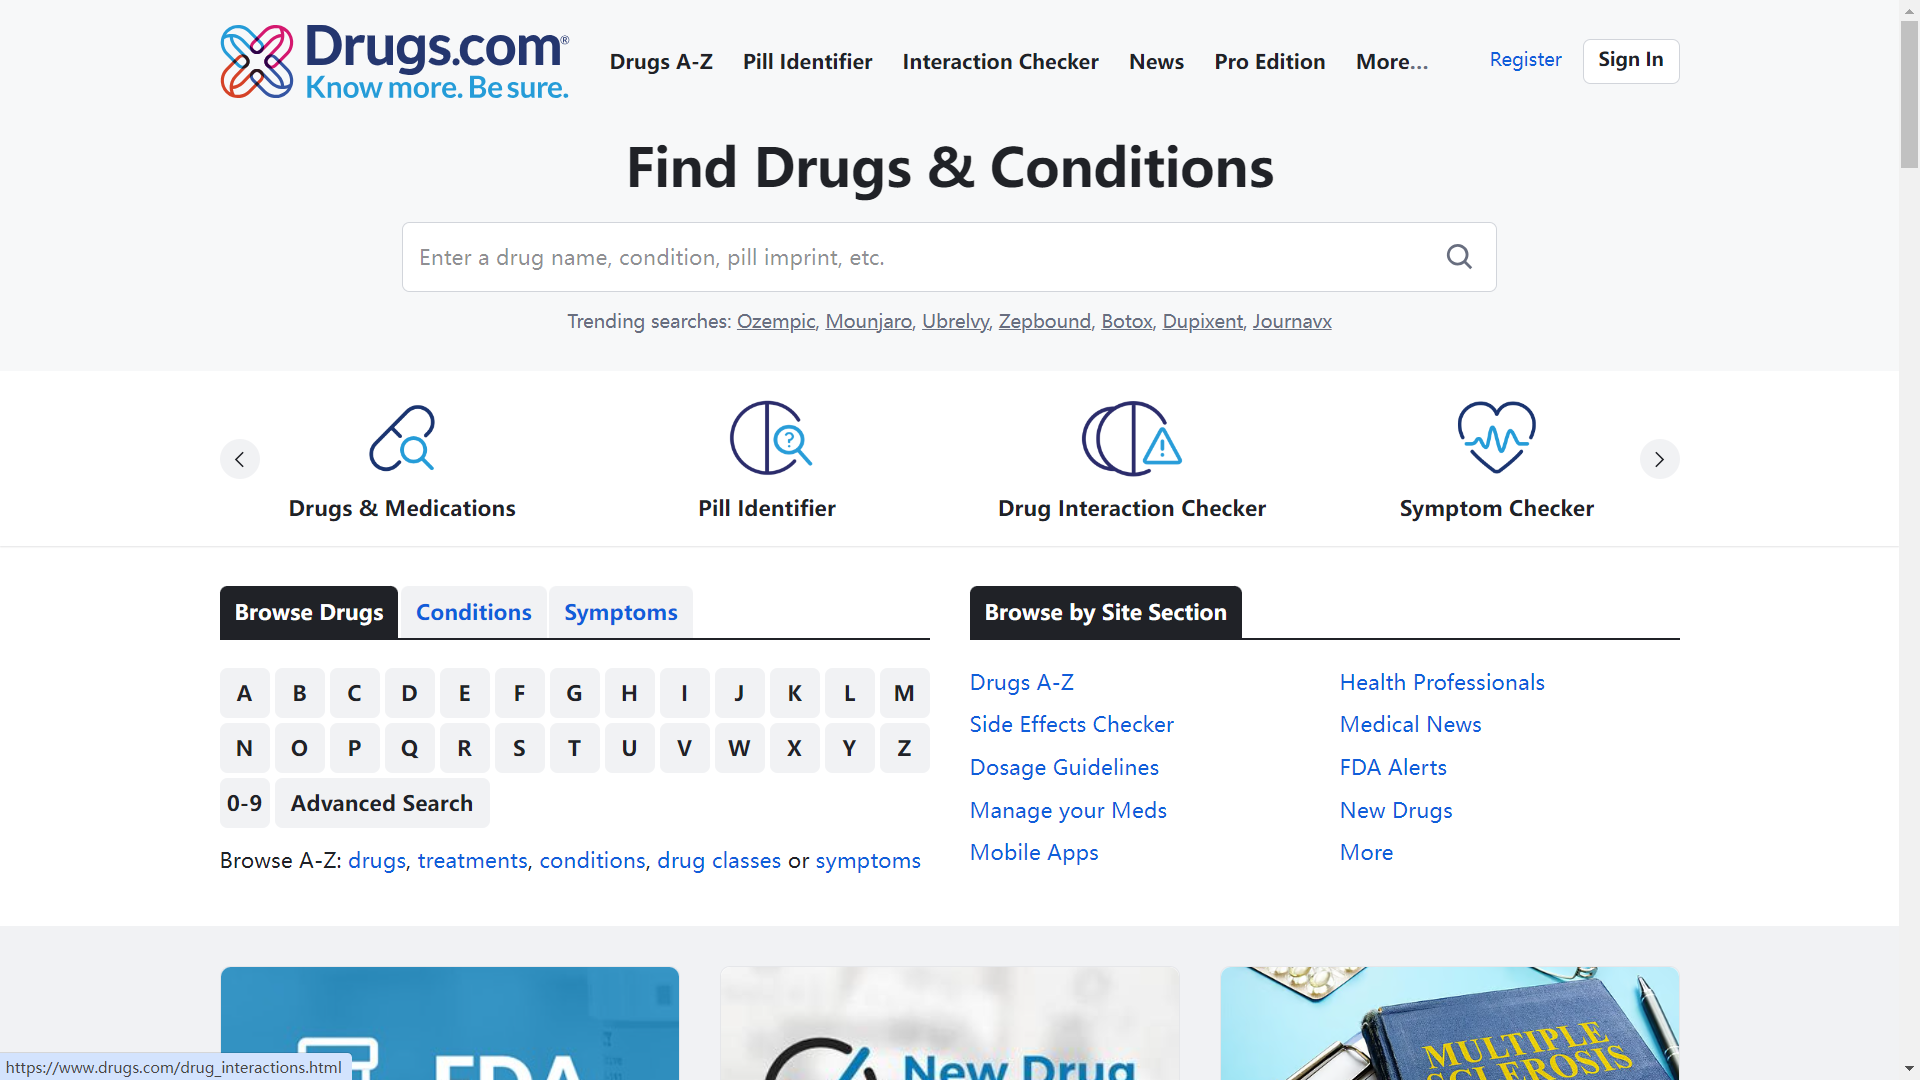 Drugs.com®
Know more. Be sure.
Drugs A-Z Pill Identifier Interaction Checker News Pro Edition More... Register Sign In
Find Drugs & Conditions
Enter a drug name, condition, pill imprint, etc.
Trending searches: Ozempic, Mounjaro, Ubrelvy, Zepbound, Botox, Dupixent, Journavx
?
!
Drugs & Medications Pill Identifier Drug Interaction Checker Symptom Checker
Browse Drugs Conditions Symptoms
A B C D E F G H I J K L M
N O P Q R S T U V W X Y Z
0-9 Advanced Search
Browse A-Z: drugs, treatments, conditions, drug classes or symptoms
Browse by Site Section
Drugs A-Z
Side Effects Checker
Dosage Guidelines
Manage your Meds
Mobile Apps
Health Professionals
Medical News
FDA Alerts
New Drugs
More
FDA
New Drug
MULTIPLE
SCLEROSIS
https://www.drugs.com/drug_interactions.html